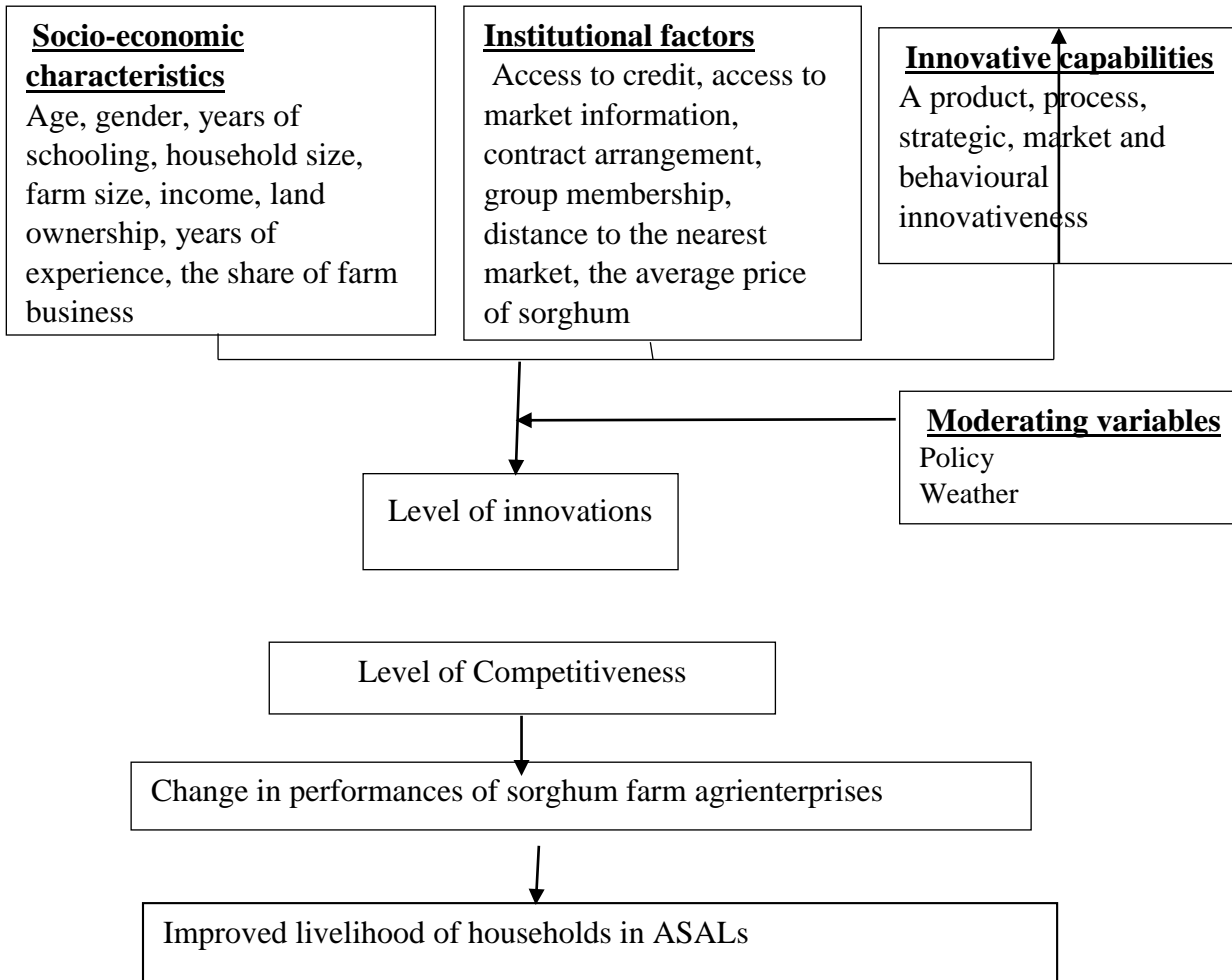 Socio-economic
characteristics
Age, gender, years of
schooling, household size,
farm size, income, land
ownership, years of
experience, the share of farm
business
Institutional factors
Access to credit, access to
market information,
contract arrangement,
group membership,
distance to the nearest
market, the average price
of sorghum
Innovative capabilities
A product, process,
strategic, market and
behavioural
innovativeness
Moderating variables
Policy
Weather
Level of innovations
Level of Competitiveness
Change in performances of sorghum farm agrienterprises
Improved livelihood of households in ASALs